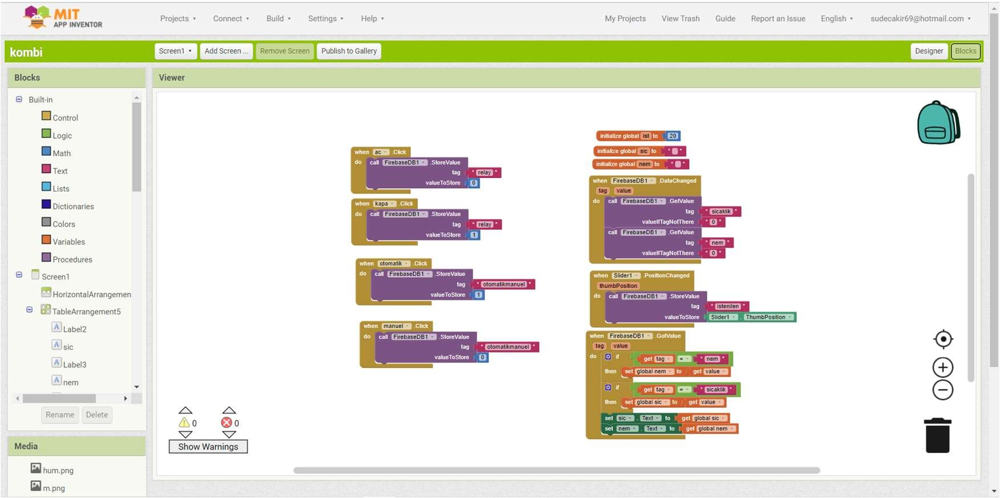 MIT
APP INVENTOR
Projects Connect Build Settings Help My Projects View Trash Guide Report an Issue English sudecakir69@hotmail.com
kombi Screen1 Add Screen ... Remove Screen Publish to Gallery Designer Blocks
Blocks
Built-in
Control
Logic
Math
Text
Lists
Dictionaries
Colors
Variables
Procedures
Screen1
HorizontalArrangemen
TableArrangement5
Label2
sic
Label3
nem
Rename Delete
Media
hum.png
m.png
Viewer
when ac .Click
do call FirebaseDB1 .StoreValue
tag " relay "
valueToStore 0
when kapa .Click
do call FirebaseDB1 .StoreValue
tag " relay "
valueToStore 1
when otomatik .Click
do call FirebaseDB1 .StoreValue
tag " otomatikmanuel "
valueToStore 1
when manuel .Click
do call FirebaseDB1 .StoreValue
tag " otomatikmanuel "
valueToStore 0
initialize global ist to 20
initialize global sic to " "
initialize global nem to " "
when FirebaseDB1 .DataChanged
tag value
do call FirebaseDB1 .GetValue
tag " sicaklik "
valueIfTagNotThere " 0 "
call FirebaseDB1 .GetValue
tag " nem "
valueIfTagNotThere " 0 "
when Slider1 .PositionChanged
thumbPosition
do call FirebaseDB1 .StoreValue
tag " istenilen "
valueToStore Slider1 . ThumbPosition
when FirebaseDB1 .GotValue
tag value
do if get tag = " nem "
then set global nem to get value
if get tag = " sicaklik "
then set global sic to get value
set sic . Text to get global sic
set nem . Text to get global nem
0 0
Show Warnings